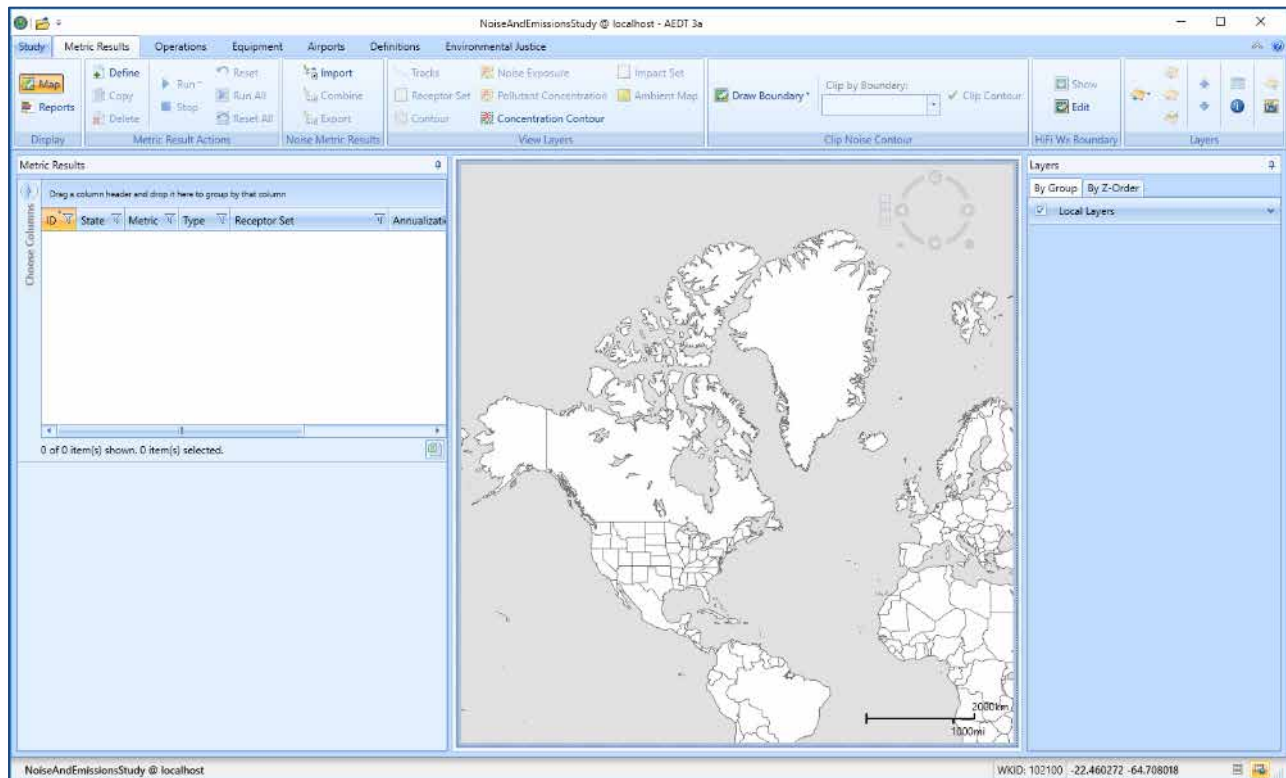 NoiseAndEmissionsStudy @ localhost - AEDT 3a
Study Metric Results Operations Equipment Airports Definitions Environmental Justice
Map Define Run Reset Import Tracks Noise Exposure Impact Set Clip by Boundary: Show
Reports Copy Stop Run All Combine Receptor Set Pollutant Concentration Ambient Map Draw Boundary Clip Contour Edit
Delete Reset All Export Contour Concentration Contour
Display Metric Result Actions Noise Metric Results View Layers Clip Noise Contour HiFi Wx Boundary Layers
Metric Results
Choose Columns
Drag a column header and drop it here to group by that column
ID State Metric Type Receptor Set Annualizati
0 of 0 item(s) shown. 0 item(s) selected.
2000km
1000mi
Layers
By Group By Z-Order
Local Layers
NoiseAndEmissionsStudy @ localhost WKID: 102100 -22.460272 -64.708018